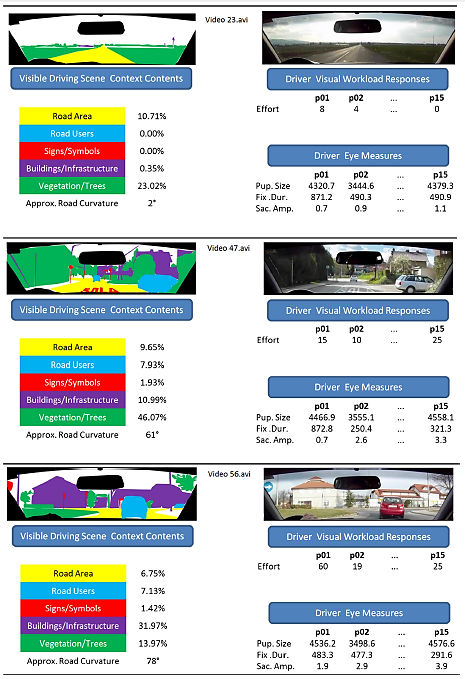 Video 23.avi
Visible Driving Scene Context Contents
Road Area 10.71%
Road Users 0.00%
Signs/Symbols 0.00%
Buildings/Infrastructure 0.35%
Vegetation/Trees 23.02%
Approx. Road Curvature 2°
Driver Visual Workload Responses
p01 p02 ... p15
Effort 8 4 ... 0
Driver Eye Measures
p01 p02 ... p15
Pup. Size 4320.7 3444.6 4379.3
Fix .Dur. 871.2 490.3 ... 490.9
Sac. Amp. 0.7 0.9 ... 1.1
Video 47.avi
Visible Driving Scene Context Contents
Road Area 9.65%
Road Users 7.93%
Signs/Symbols 1.93%
Buildings/Infrastructure 10.99%
Vegetation/Trees 46.07%
Approx. Road Curvature 61°
Driver Visual Workload Responses
p01 p02 ... p15
Effort 15 10 ... 25
Driver Eye Measures
p01 p02 ... p15
Pup. Size 4466.9 3555.1 ... 4558.1
Fix .Dur. 872.8 250.4 ... 321.3
Sac. Amp. 0.7 2.6 ... 3.3
Video 56.avi
Visible Driving Scene Context Contents
Road Area 6.75%
Road Users 7.13%
Signs/Symbols 1.42%
Buildings/Infrastructure 31.97%
Vegetation/Trees 13.97%
Approx. Road Curvature 78°
Driver Visual Workload Responses
p01 p02 ... p15
Effort 60 19 ... 25
Driver Eye Measures
p01 p02 ... p15
Pup. Size 4536.2 3498.6 ... 4576.6
Fix .Dur. 483.3 477.3 ... 291.6
Sac. Amp. 1.9 2.9 ... 3.9